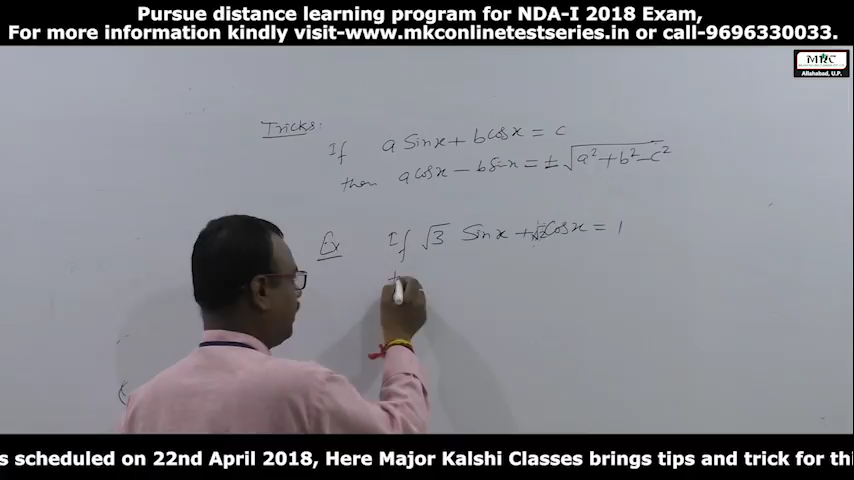 Pursue distance learning program for NDA-I 2018 Exam,
For more information kindly visit-www.mkconlinetestseries.in or call-9696330033.
MKC
Allahabad, U.P.
Tricks:
If a Sinx + b Cosx = c
then a cosx − b Sinx = ± √a² + b² − c²
Ex If √3 Sinx + Cosx = 1
s scheduled on 22nd April 2018, Here Major Kalshi Classes brings tips and trick for thi